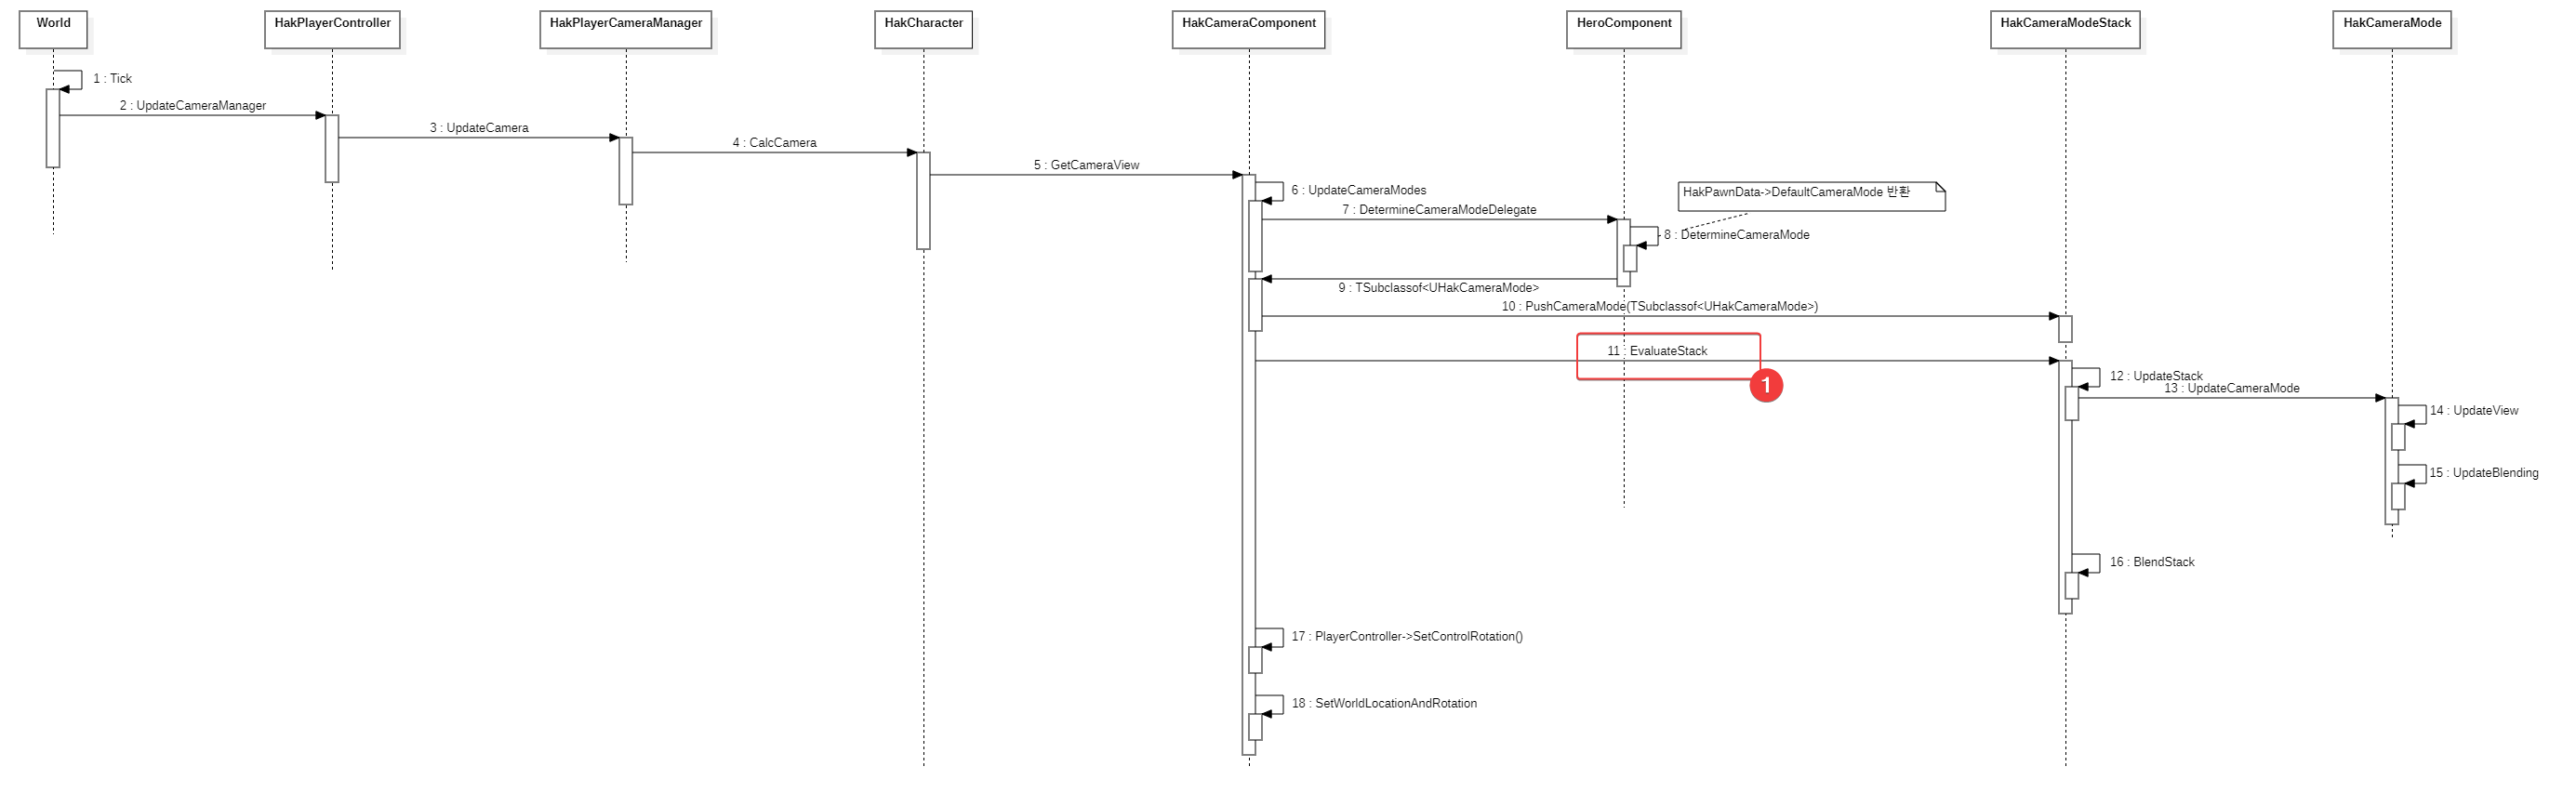 World
HakPlayerController
HakPlayerCameraManager
HakCharacter
HakCameraComponent
HeroComponent
HakCameraModeStack
HakCameraMode
1 : Tick
2 : UpdateCameraManager
3 : UpdateCamera
4 : CalcCamera
5 : GetCameraView
6 : UpdateCameraModes
HakPawnData->DefaultCameraMode 반환
7 : DetermineCameraModeDelegate
8 : DetermineCameraMode
9 : TSubclassof<UHakCameraMode>
10 : PushCameraMode(TSubclassof<UHakCameraMode>)
11 : EvaluateStack
1
12 : UpdateStack
13 : UpdateCameraMode
14 : UpdateView
15 : UpdateBlending
16 : BlendStack
17 : PlayerController->SetControlRotation()
18 : SetWorldLocationAndRotation